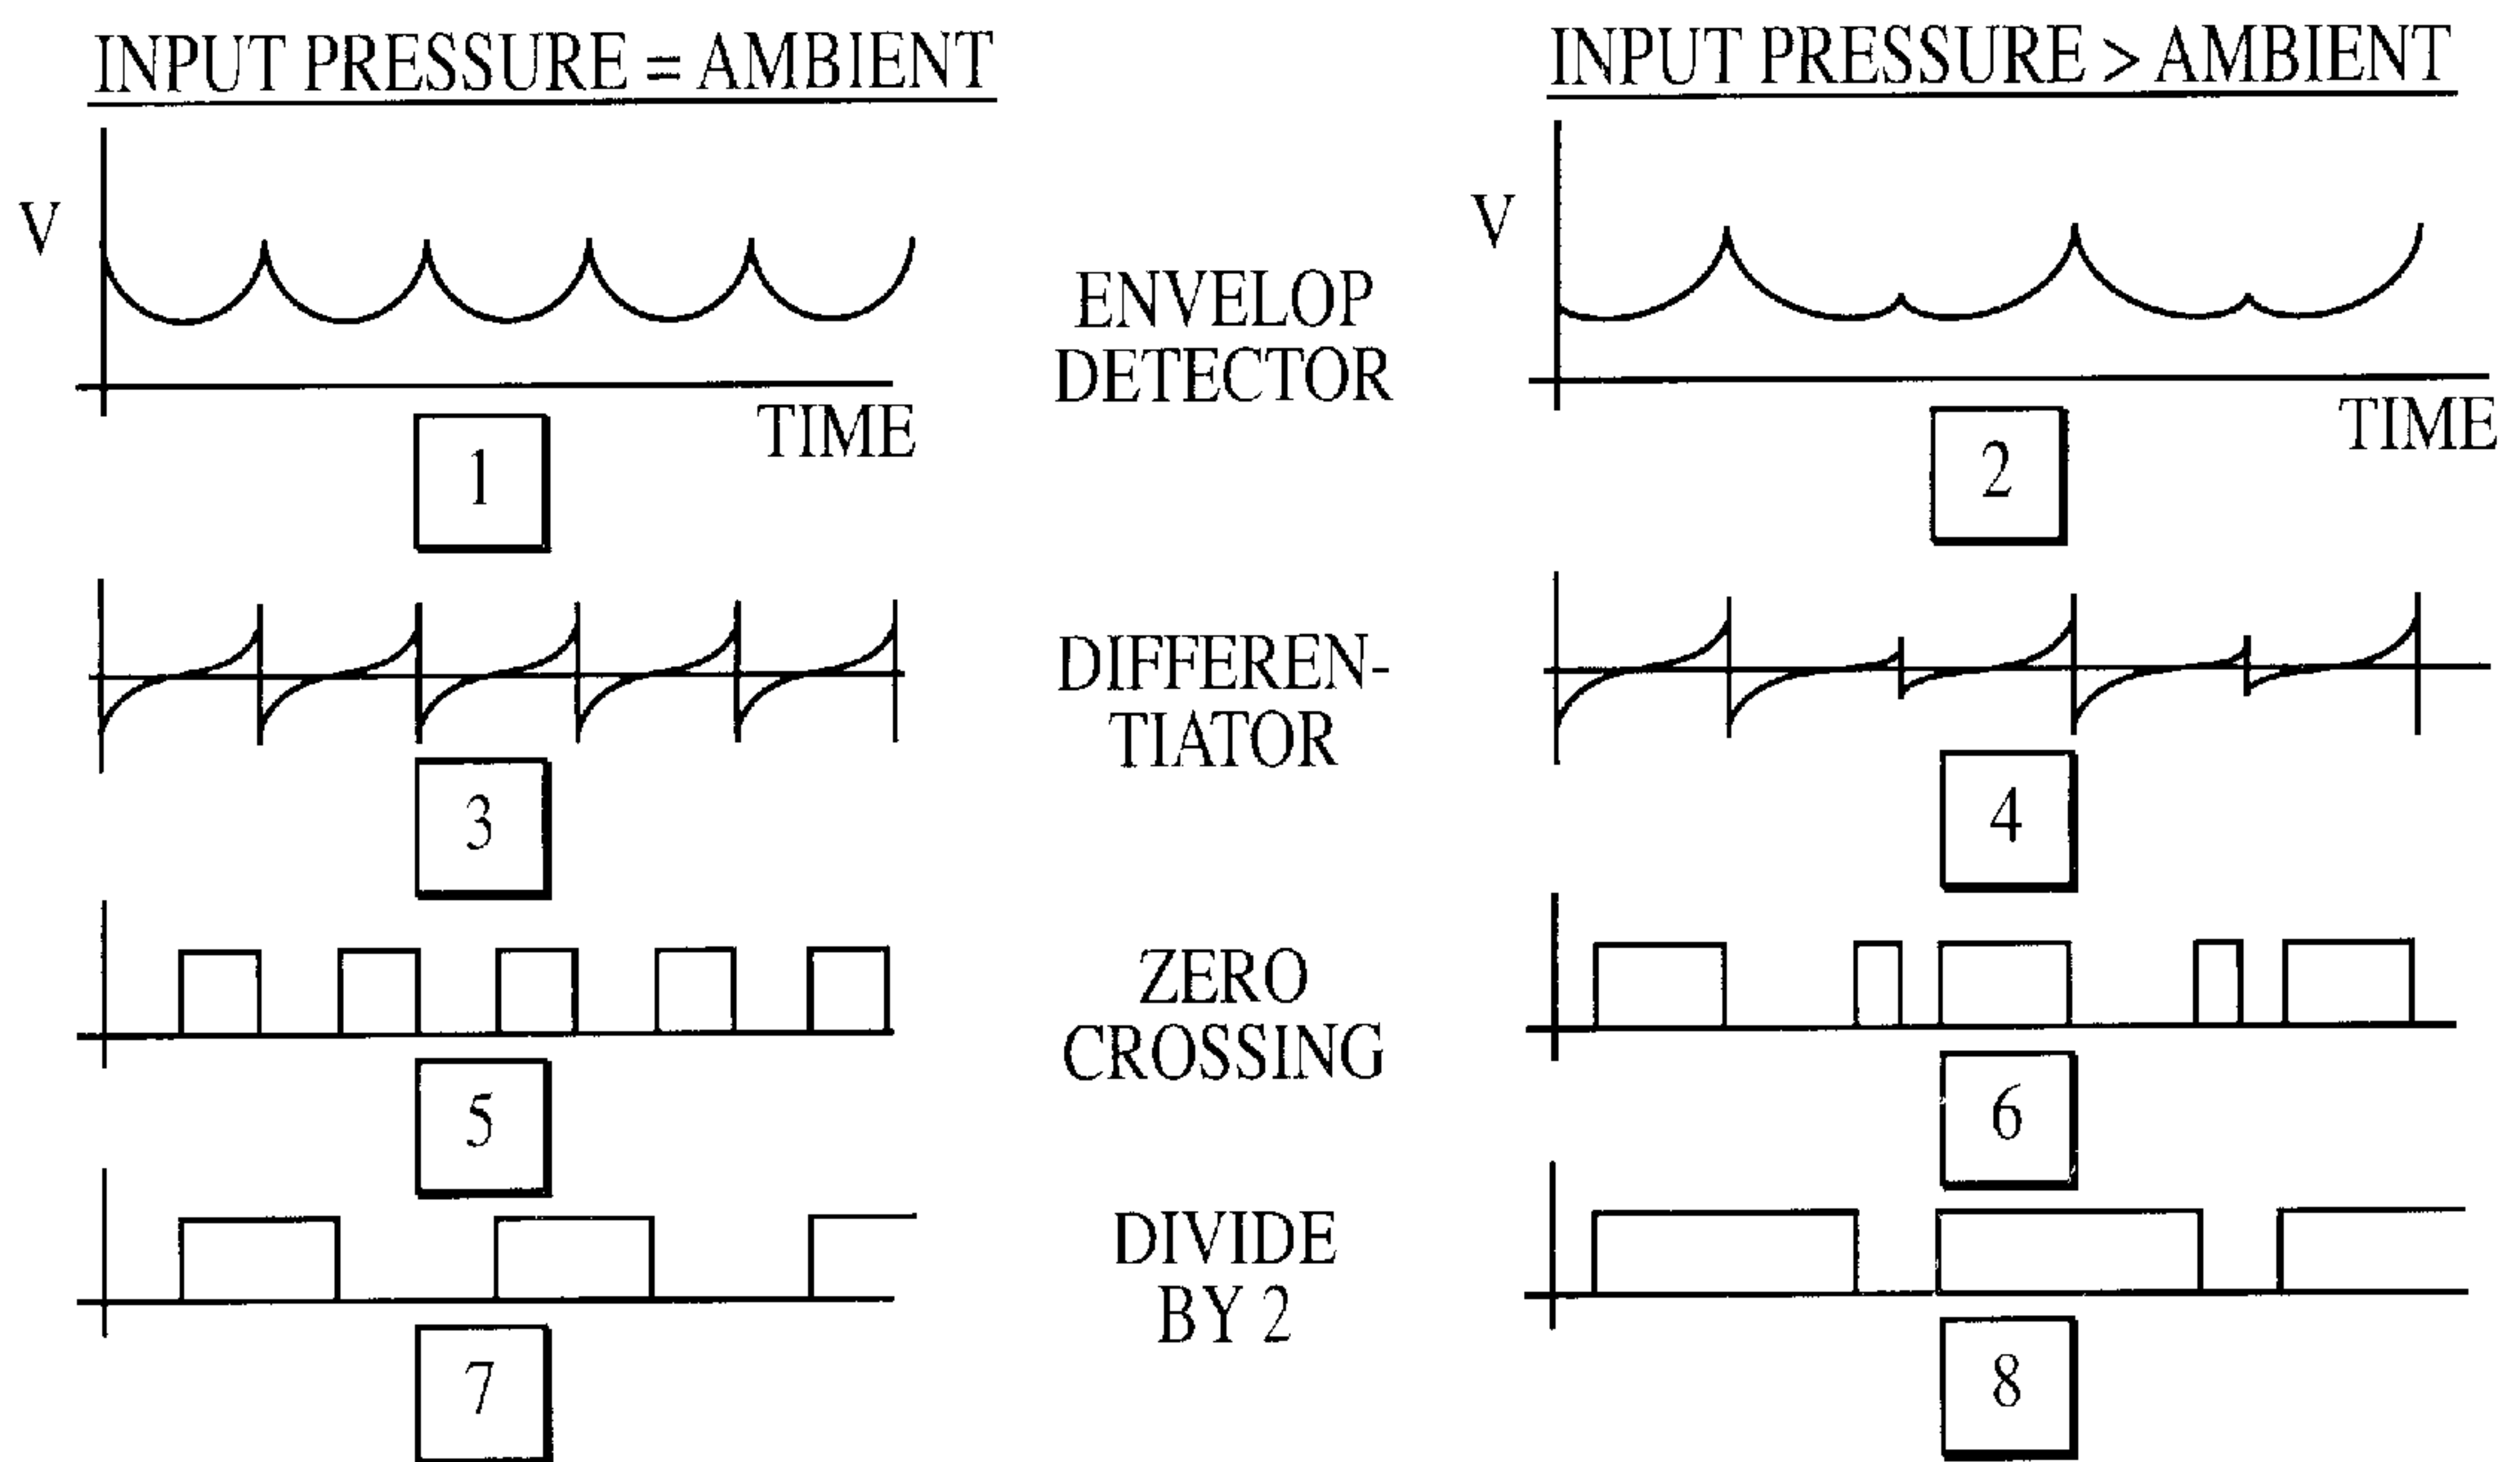 INPUT PRESSURE = AMBIENT
INPUT PRESSURE > AMBIENT
V
V
ENVELOP
DETECTOR
TIME
TIME
1
2
DIFFEREN-
TIATOR
3
4
ZERO
CROSSING
5
6
DIVIDE
BY 2
7
8